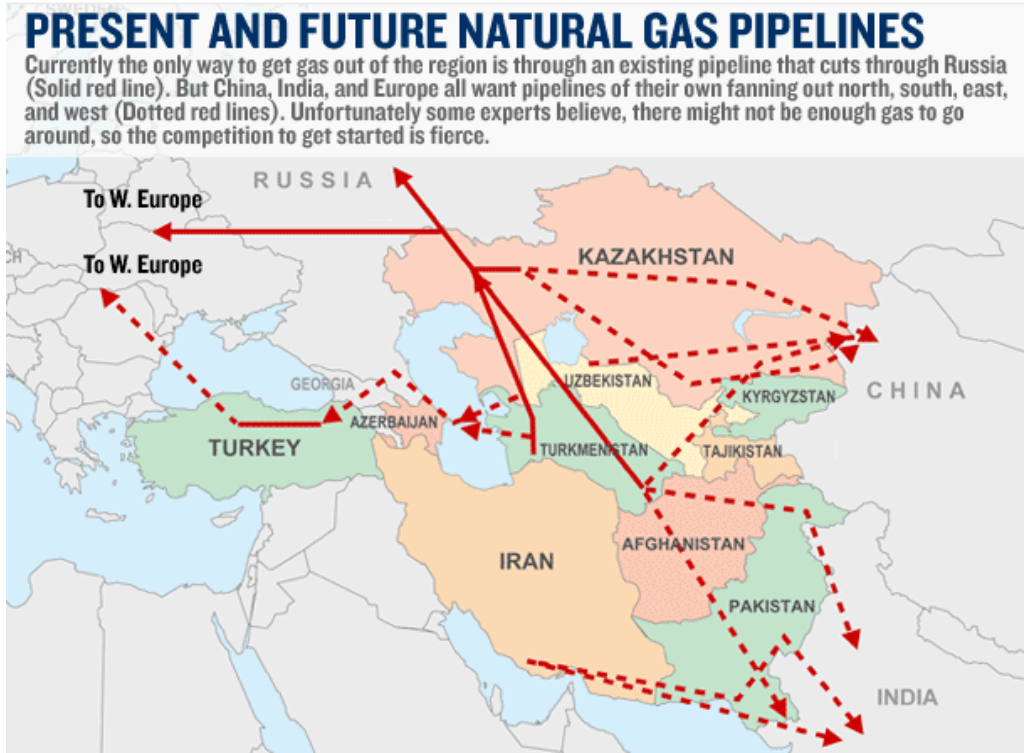 SWEDEN
PRESENT AND FUTURE NATURAL GAS PIPELINES
Currently the only way to get gas out of the region is through an existing pipeline that cuts through Russia
(Solid red line). But China, India, and Europe all want pipelines of their own fanning out north, south, east,
and west (Dotted red lines). Unfortunately some experts believe, there might not be enough gas to go
around, so the competition to get started is fierce.
RUSSIA
To W. Europe
KAZAKHSTAN
CH
To W. Europe
UZBEKISTAN
GEORGIA
KYRGYZSTAN
CHINA
AZERBAIJAN
TURKEY
TURKMENISTAN
TAJIKISTAN
AFGHANISTAN
IRAN
PAKISTAN
INDIA